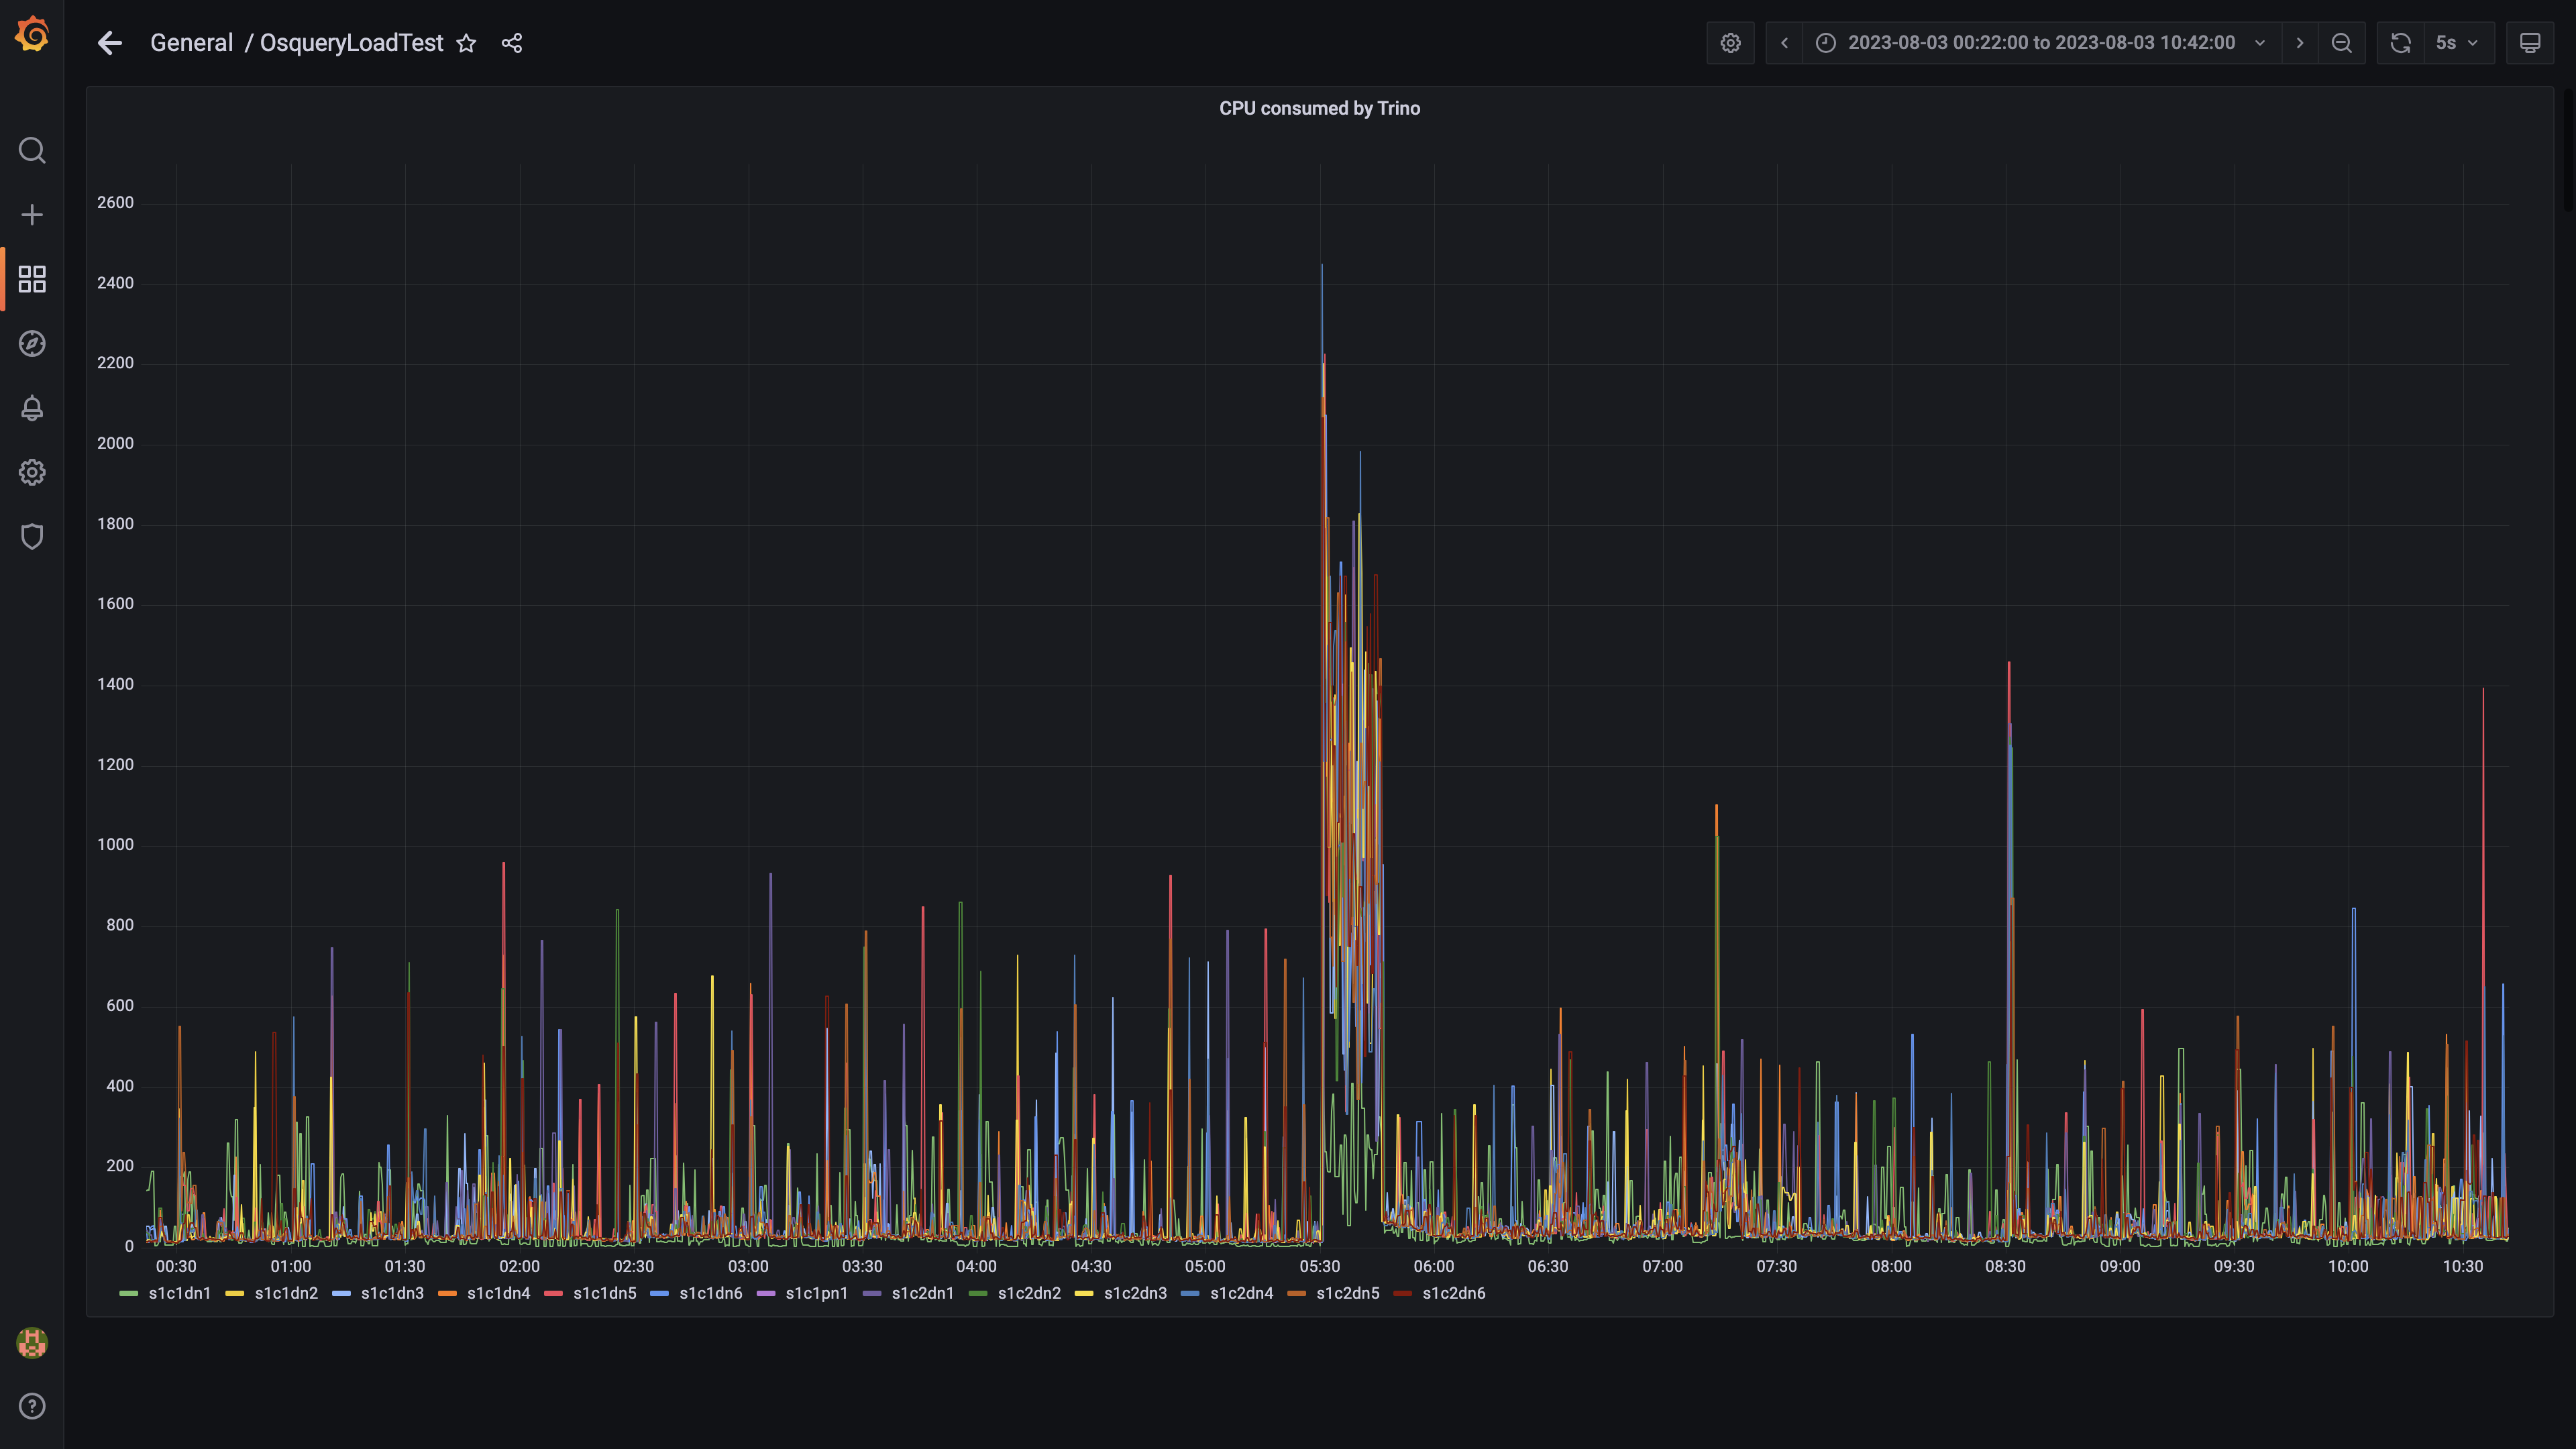 General / OsqueryLoadTest
2023-08-03 00:22:00 to 2023-08-03 10:42:00
5s
CPU consumed by Trino
2600
2400
2200
2000
1800
1600
1400
1200
1000
800
600
400
200
0
00:30 01:00 01:30 02:00 02:30 03:00 03:30 04:00 04:30 05:00 05:30 06:00 06:30 07:00 07:30 08:00 08:30 09:00 09:30 10:00 10:30
s1c1dn1 s1c1dn2 s1c1dn3 s1c1dn4 s1c1dn5 s1c1dn6 s1c1pn1 s1c2dn1 s1c2dn2 s1c2dn3 s1c2dn4 s1c2dn5 s1c2dn6